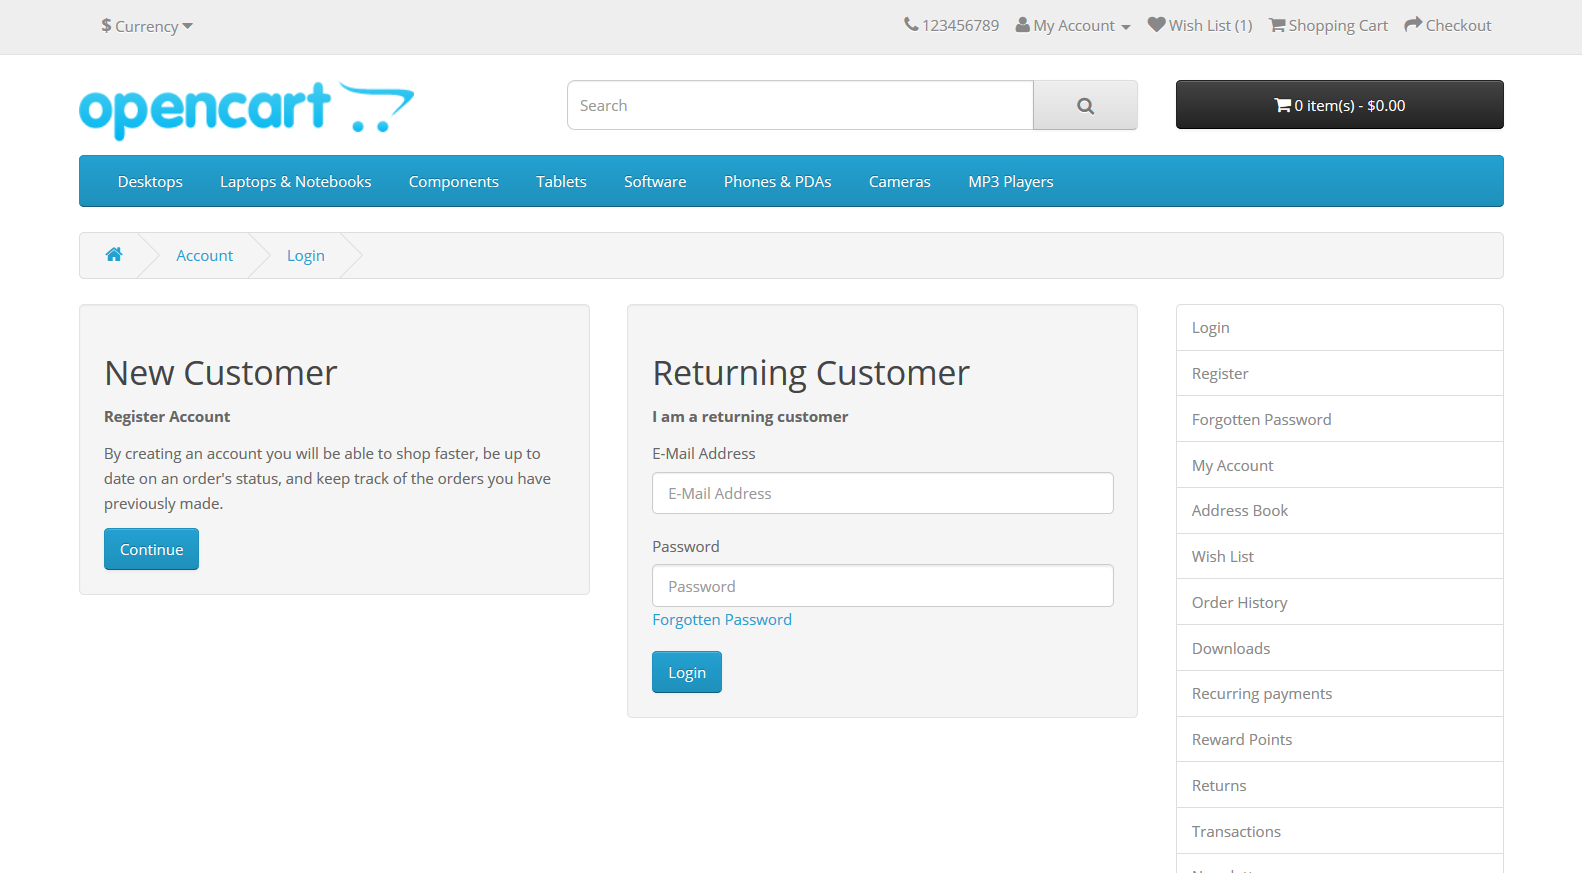 $ Currency
123456789 My Account Wish List (1) Shopping Cart Checkout
opencart
Search
0 item(s) - $0.00
Desktops Laptops & Notebooks Components Tablets Software Phones & PDAs Cameras MP3 Players
Account Login
New Customer
Register Account
By creating an account you will be able to shop faster, be up to
date on an order's status, and keep track of the orders you have
previously made.
Continue
Returning Customer
I am a returning customer
E-Mail Address
E-Mail Address
Password
Password
Forgotten Password
Login
Login
Register
Forgotten Password
My Account
Address Book
Wish List
Order History
Downloads
Recurring payments
Reward Points
Returns
Transactions